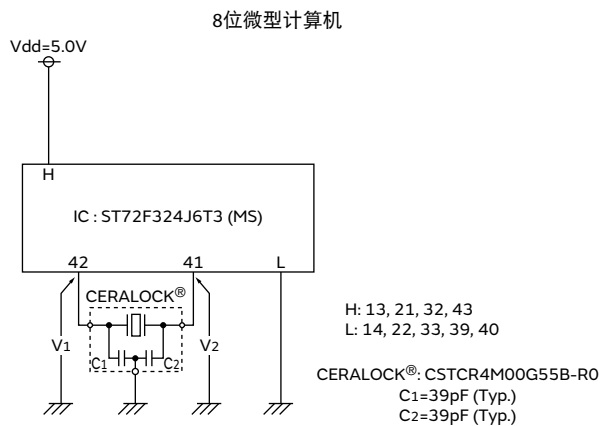 8位微型计算机
Vdd=5.0V
H
IC : ST72F324J6T3 (MS)
42 41 L
CERALOCK®
V1 C1 C2 V2
H: 13, 21, 32, 43
L: 14, 22, 33, 39, 40
CERALOCK®: CSTCR4M00G55B-R0
C1=39pF (Typ.)
C2=39pF (Typ.)